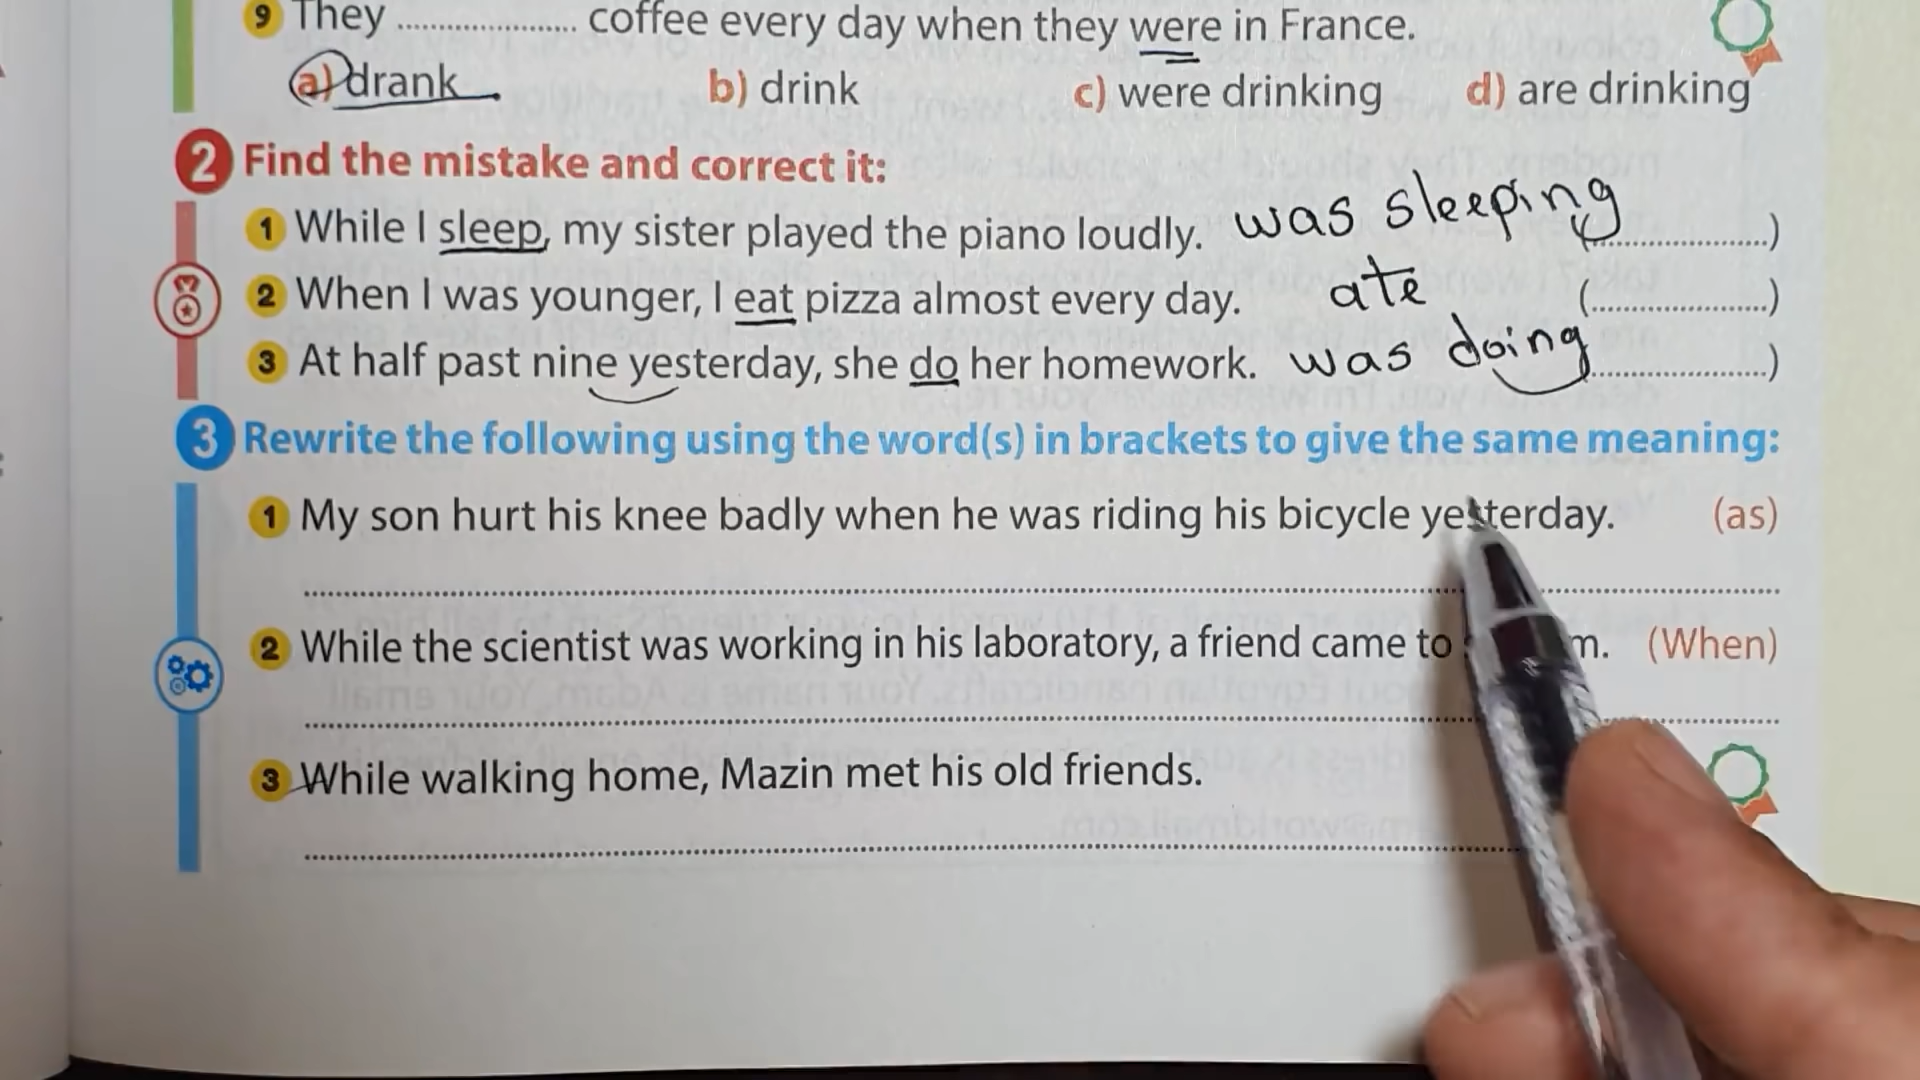 9 They .................... coffee every day when they were in France.
a) drank b) drink c) were drinking d) are drinking
2 Find the mistake and correct it:
1 While I sleep, my sister played the piano loudly. was sleeping (....................)
2 When I was younger, I eat pizza almost every day. ate (....................)
3 At half past nine yesterday, she do her homework. was doing ....................)
3 Rewrite the following using the word(s) in brackets to give the same meaning:
1 My son hurt his knee badly when he was riding his bicycle yesterday. (as)
2 While the scientist was working in his laboratory, a friend came to (When)
3 While walking home, Mazin met his old friends.